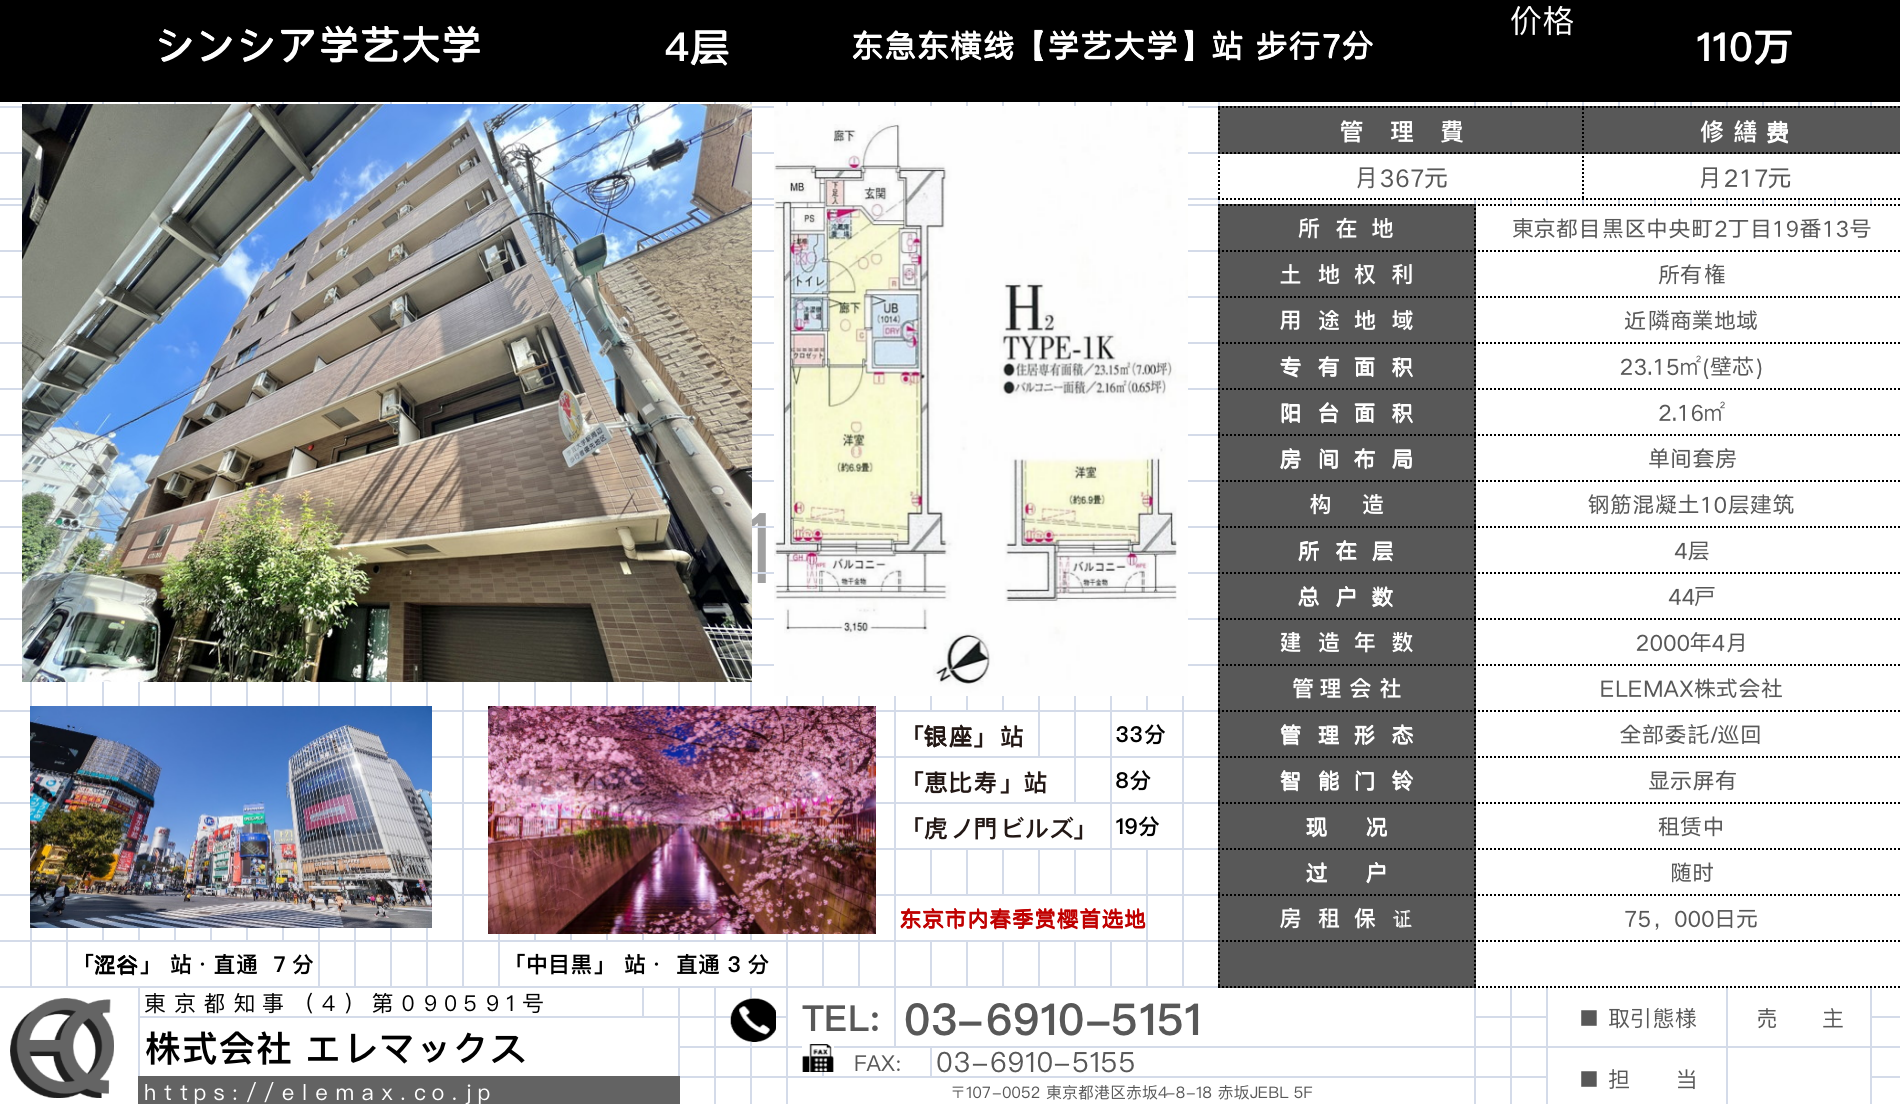 シンシア学艺大学 4层 东急东横线【学艺大学】站 步行7分 价格 110万
廊下
MB
下足入
玄関
PS
トイレ
廊下
UB
(1014)
DRY
クロゼット
洋室
(約6.9畳)
バルコニー
物干金物
3,150
N
H2
TYPE-1K
●住居専有面積／23.15㎡(7.00坪)
●バルコニー面積／2.16㎡(0.65坪)
洋室
(約6.9畳)
バルコニー
物干金物
管理費 修繕费
月367元 月217元
所在地 東京都目黒区中央町2丁目19番13号
土地权利 所有権
用途地域 近隣商業地域
专有面积 23.15㎡(壁芯)
阳台面积 2.16㎡
房间布局 单间套房
构造 钢筋混凝土10层建筑
所在层 4层
总户数 44戸
建造年数 2000年4月
管理会社 ELEMAX株式会社
管理形态 全部委託/巡回
智能门铃 显示屏有
现况 租赁中
过户 随时
房租保证 75，000日元
「银座」站 33分
「恵比寿」站 8分
「虎ノ門ビルズ」 19分
东京市内春季赏樱首选地
「涩谷」 站·直通 7分
「中目黒」 站· 直通3分
東京都知事（4）第090591号
株式会社 エレマックス
https://elemax.co.jp
TEL: 03-6910-5151
FAX: 03-6910-5155
〒107-0052 東京都港区赤坂4-8-18 赤坂JEBL 5F
■ 取引態様 売主
■ 担当